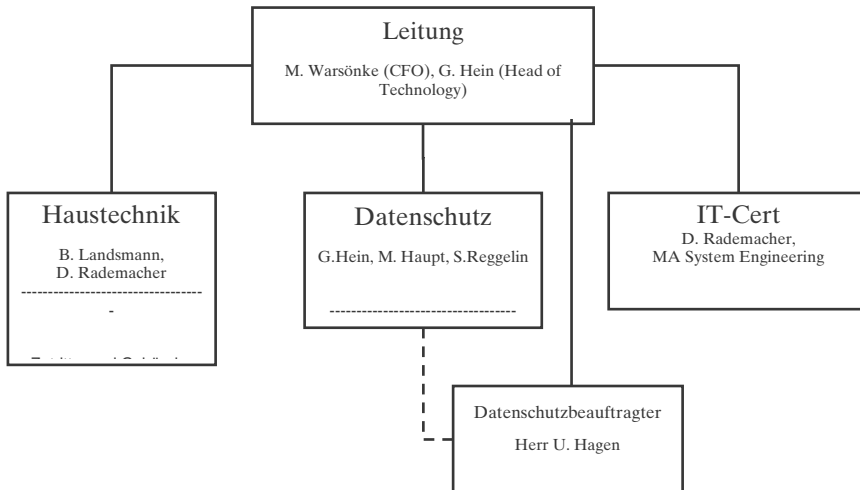 Leitung
M. Warsönke (CFO), G. Hein (Head of
Technology)
Haustechnik
B. Landsmann,
D. Rademacher
----------------------------------
-
Datenschutz
G.Hein, M. Haupt, S.Reggelin
-----------------------------------
IT-Cert
D. Rademacher,
MA System Engineering
Datenschutzbeauftragter
Herr U. Hagen